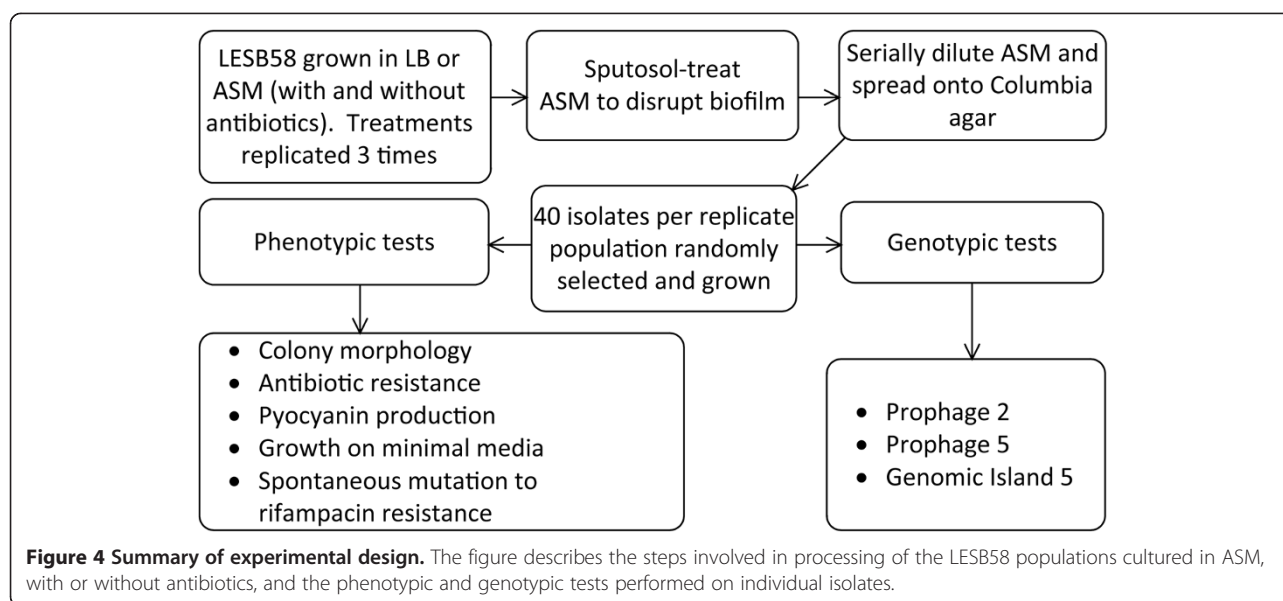 LESB58 grown in LB or
ASM (with and without
antibiotics). Treatments
replicated 3 times
Sputosol-treat
ASM to disrupt biofilm
Serially dilute ASM and
spread onto Columbia
agar
40 isolates per replicate
population randomly
selected and grown
Phenotypic tests
Genotypic tests
• Colony morphology
• Antibiotic resistance
• Pyocyanin production
• Growth on minimal media
• Spontaneous mutation to
rifampacin resistance
• Prophage 2
• Prophage 5
• Genomic Island 5
Figure 4 Summary of experimental design. The figure describes the steps involved in processing of the LESB58 populations cultured in ASM,
with or without antibiotics, and the phenotypic and genotypic tests performed on individual isolates.